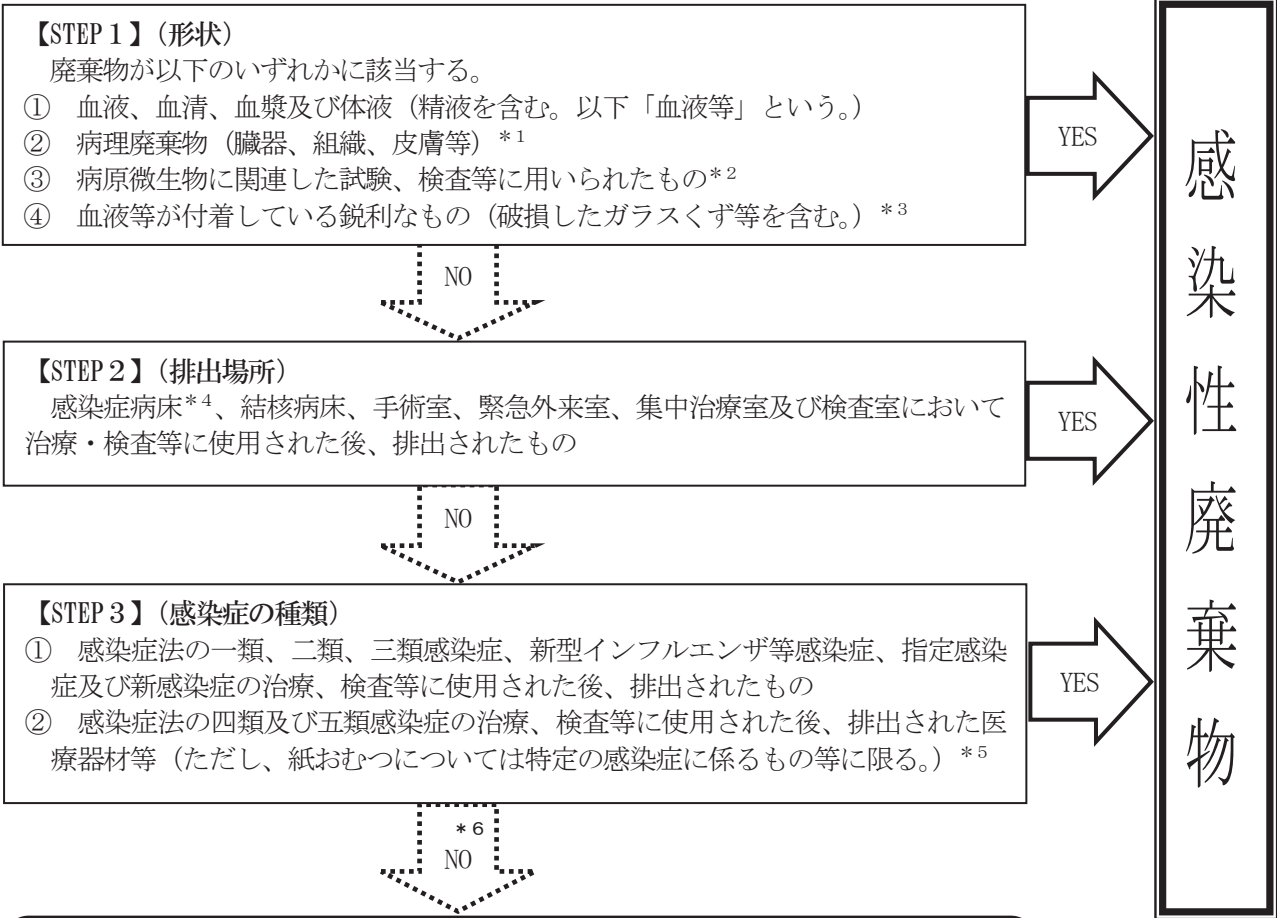 【STEP１】（形状）
廃棄物が以下のいずれかに該当する。
① 血液、血清、血漿及び体液（精液を含む。以下「血液等」という。）
② 病理廃棄物（臓器、組織、皮膚等）*1
③ 病原微生物に関連した試験、検査等に用いられたもの*2
④ 血液等が付着している鋭利なもの（破損したガラスくず等を含む。）*3
YES
NO
【STEP２】（排出場所）
感染症病床*4、結核病床、手術室、緊急外来室、集中治療室及び検査室において
治療・検査等に使用された後、排出されたもの
YES
NO
【STEP３】（感染症の種類）
① 感染症法の一類、二類、三類感染症、新型インフルエンザ等感染症、指定感染
症及び新感染症の治療、検査等に使用された後、排出されたもの
② 感染症法の四類及び五類感染症の治療、検査等に使用された後、排出された医
療器材等（ただし、紙おむつについては特定の感染症に係るもの等に限る。）*5
YES
*6
NO
感染性廃棄物